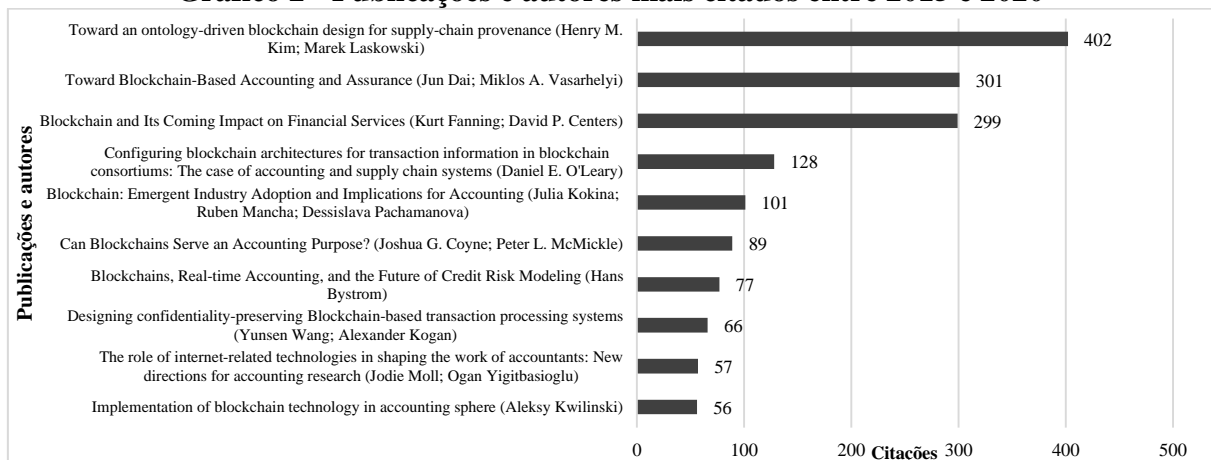 Gráfico 2 - Publicações e autores mais citados entre 2015 e 2020
Publicações e autores
Toward an ontology-driven blockchain design for supply-chain provenance (Henry M.
Kim; Marek Laskowski)
402
Toward Blockchain-Based Accounting and Assurance (Jun Dai; Miklos A. Vasarhelyi)
301
Blockchain and Its Coming Impact on Financial Services (Kurt Fanning; David P. Centers)
299
Configuring blockchain architectures for transaction information in blockchain
consortiums: The case of accounting and supply chain systems (Daniel E. O'Leary)
128
Blockchain: Emergent Industry Adoption and Implications for Accounting (Julia Kokina;
Ruben Mancha; Dessislava Pachamanova)
101
Can Blockchains Serve an Accounting Purpose? (Joshua G. Coyne; Peter L. McMickle)
89
Blockchains, Real-time Accounting, and the Future of Credit Risk Modeling (Hans
Bystrom)
77
Designing confidentiality-preserving Blockchain-based transaction processing systems
(Yunsen Wang; Alexander Kogan)
66
The role of internet-related technologies in shaping the work of accountants: New
directions for accounting research (Jodie Moll; Ogan Yigitbasioglu)
57
Implementation of blockchain technology in accounting sphere (Aleksy Kwilinski)
56
0 100 200 300 400 500
Citações